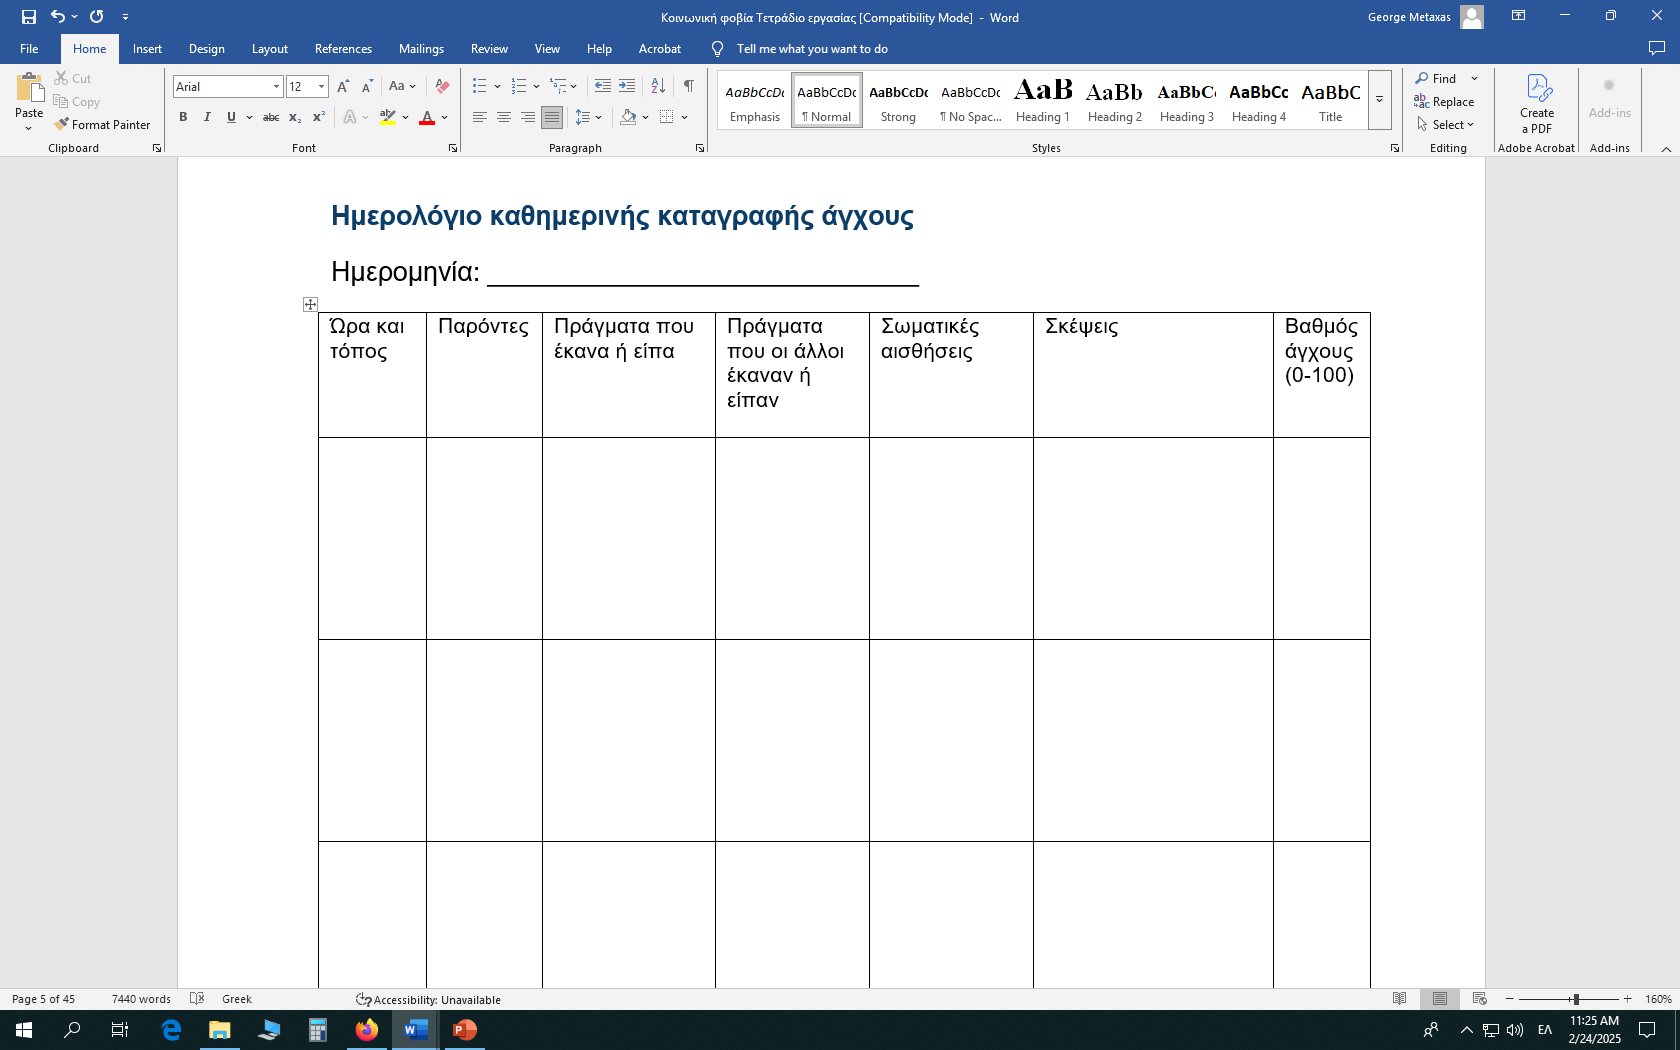 Κοινωνική φοβία Τετράδιο εργασίας [Compatibility Mode] - Word
George Metaxas
File Home Insert Design Layout References Mailings Review View Help Acrobat Tell me what you want to do
Paste
Cut
Copy
Format Painter
Clipboard
Arial 12
Aa
B I U abc x₂ x²
A ab A
Font
Paragraph
AaBbCcDc AaBbCcDc AaBbCcDc AaBbCcDc AaB AaBb AaBbC AaBbCc AaBbC
Emphasis ¶ Normal Strong ¶ No Spac... Heading 1 Heading 2 Heading 3 Heading 4 Title
Styles
Find
Replace
Select
Editing
Create
a PDF
Adobe Acrobat
Add-ins
Add-ins
Ημερολόγιο καθημερινής καταγραφής άγχους
Ημερομηνία: ______________________________
Ώρα και
τόπος
Παρόντες
Πράγματα που
έκανα ή είπα
Πράγματα
που οι άλλοι
έκαναν ή
είπαν
Σωματικές
αισθήσεις
Σκέψεις
Βαθμός
άγχους
(0-100)
Page 5 of 45 7440 words Greek Accessibility: Unavailable 160%
ΕΛ
11:25 AM
2/24/2025